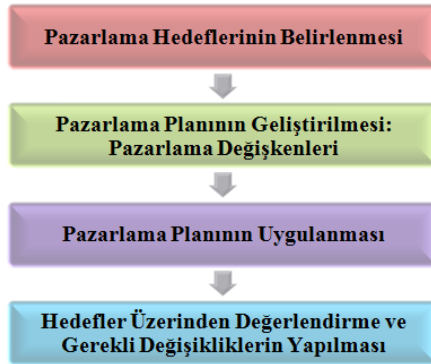 Pazarlama Hedeflerinin Belirlenmesi
Pazarlama Planının Geliştirilmesi:
Pazarlama Değişkenleri
Pazarlama Planının Uygulanması
Hedefler Üzerinden Değerlendirme ve
Gerekli Değişikliklerin Yapılması